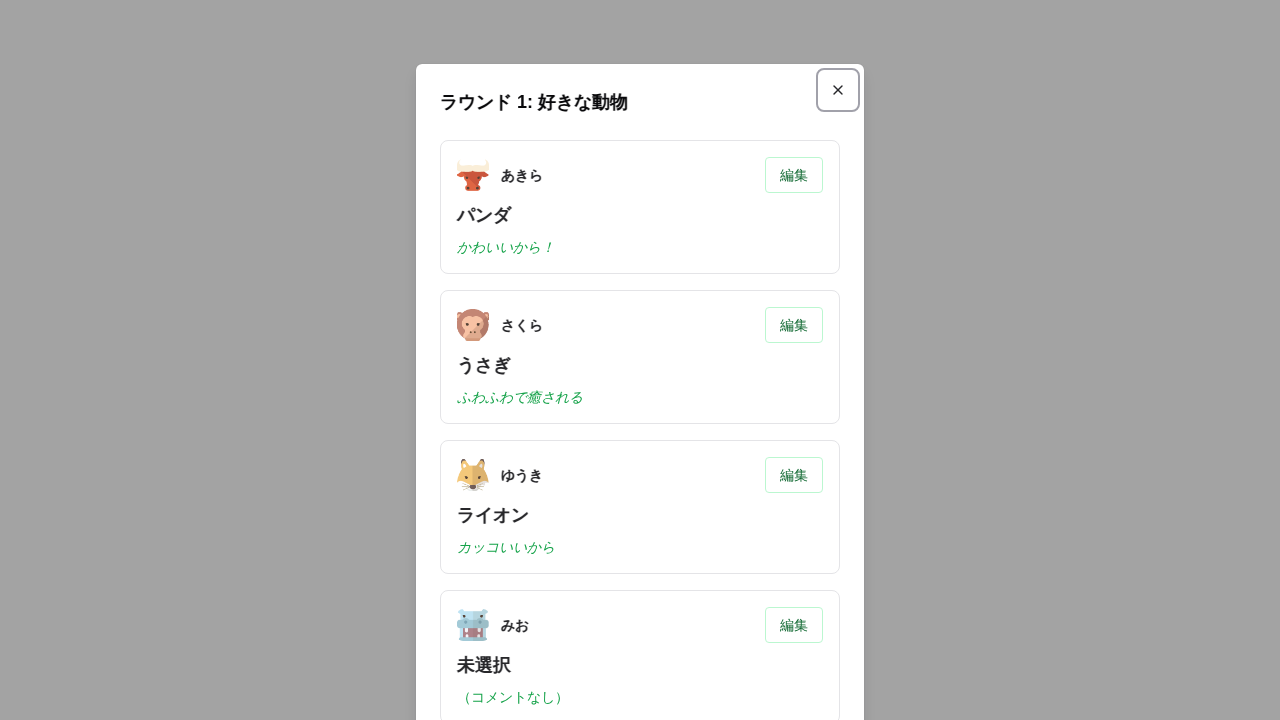 ラウンド 1: 好きな動物
×
あきら
編集
パンダ
かわいいから！
さくら
編集
うさぎ
ふわふわで癒される
ゆうき
編集
ライオン
カッコいいから
みお
編集
未選択
（コメントなし）